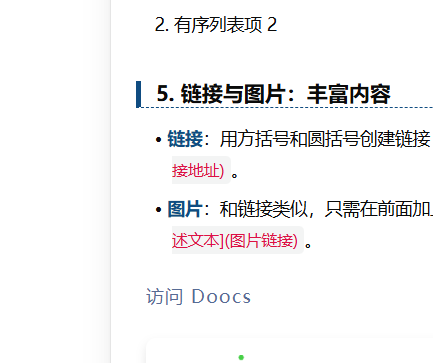 2. 有序列表项 2
5. 链接与图片：丰富内容
• 链接：用方括号和圆括号创建链接
接地址) 。
• 图片：和链接类似，只需在前面加
述文本](图片链接) 。
访问 Doocs